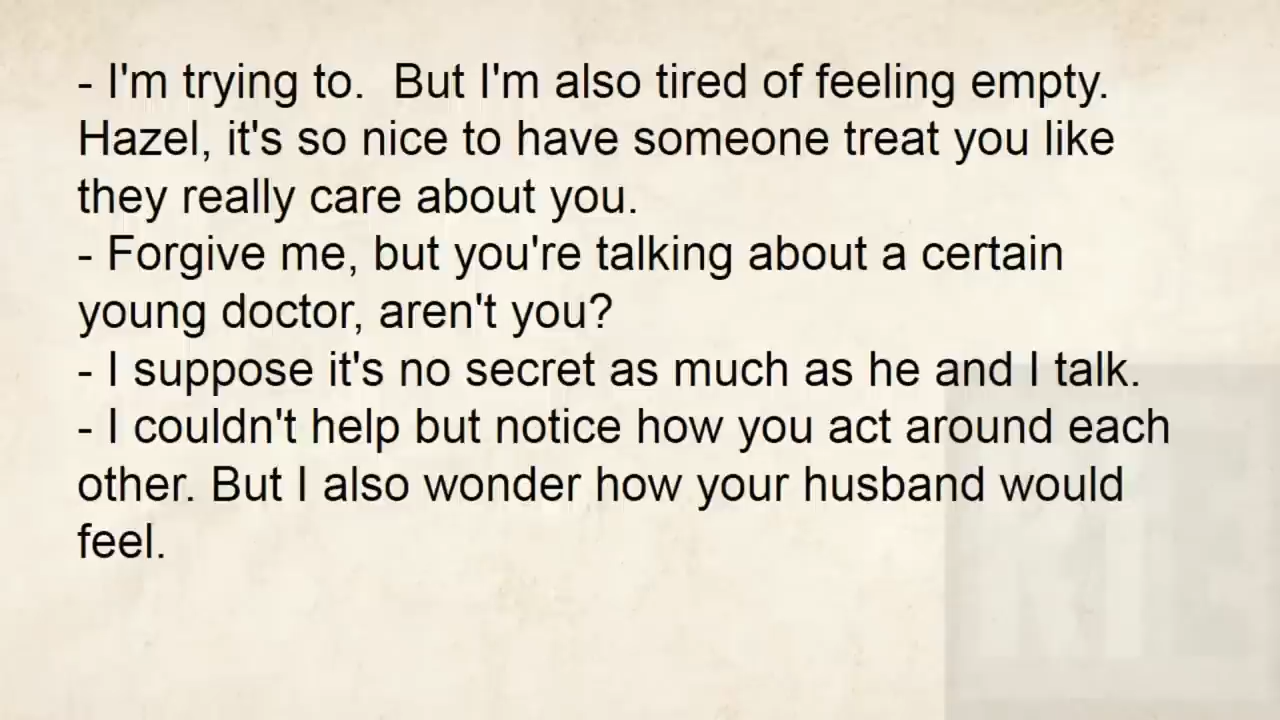 - I'm trying to.  But I'm also tired of feeling empty.
Hazel, it's so nice to have someone treat you like
they really care about you.
- Forgive me, but you're talking about a certain
young doctor, aren't you?
- I suppose it's no secret as much as he and I talk.
- I couldn't help but notice how you act around each
other. But I also wonder how your husband would
feel.